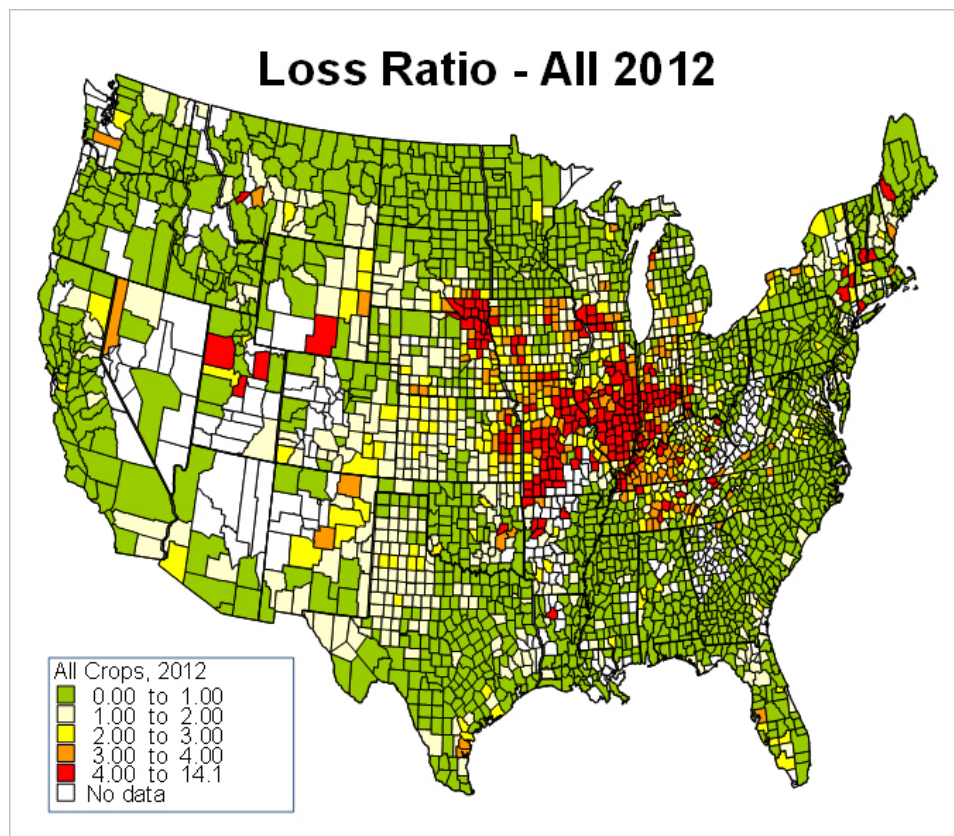 Loss Ratio - All 2012
All Crops, 2012
0.00 to 1.00
1.00 to 2.00
2.00 to 3.00
3.00 to 4.00
4.00 to 14.1
No data